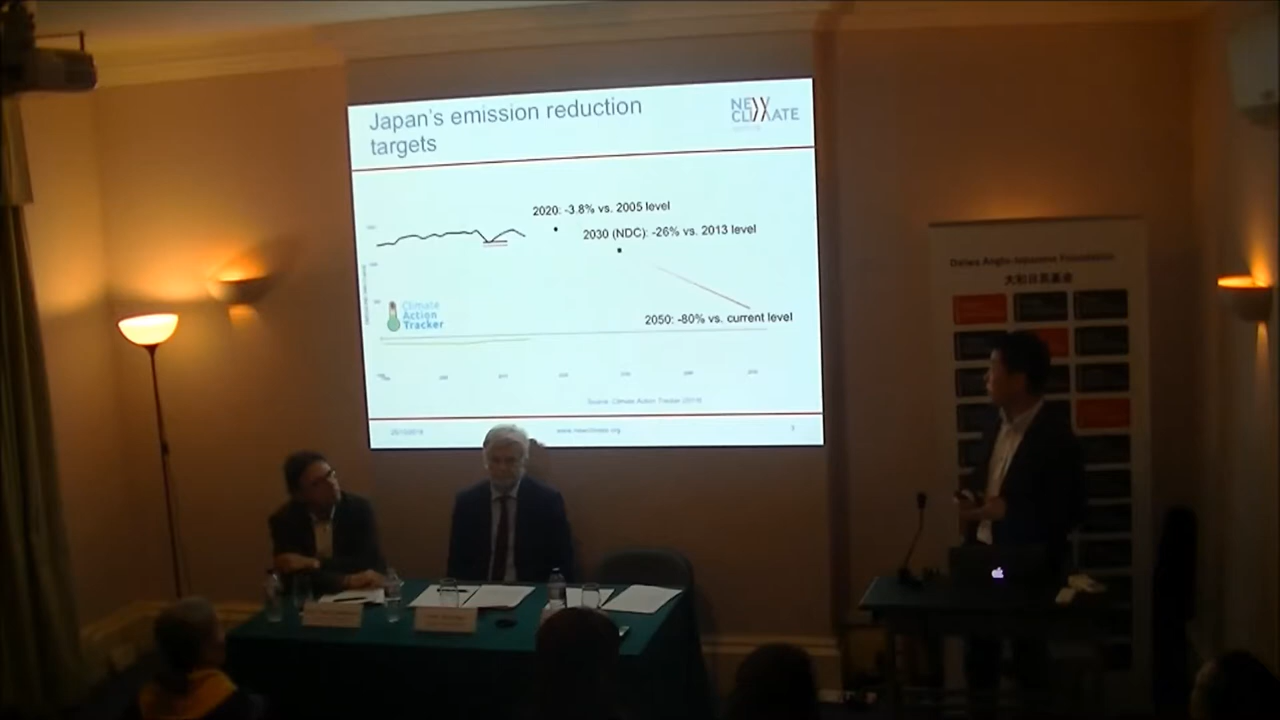 Japan's emission reduction
targets
NEW
CLIMATE
2020: -3.8% vs. 2005 level
2030 (NDC): -26% vs. 2013 level
Climate
Action
Tracker
2050: -80% vs. current level
Source: Climate Action Tracker
www.newclimate.org
Daiwa Anglo-Japanese Foundation
大和日英基金